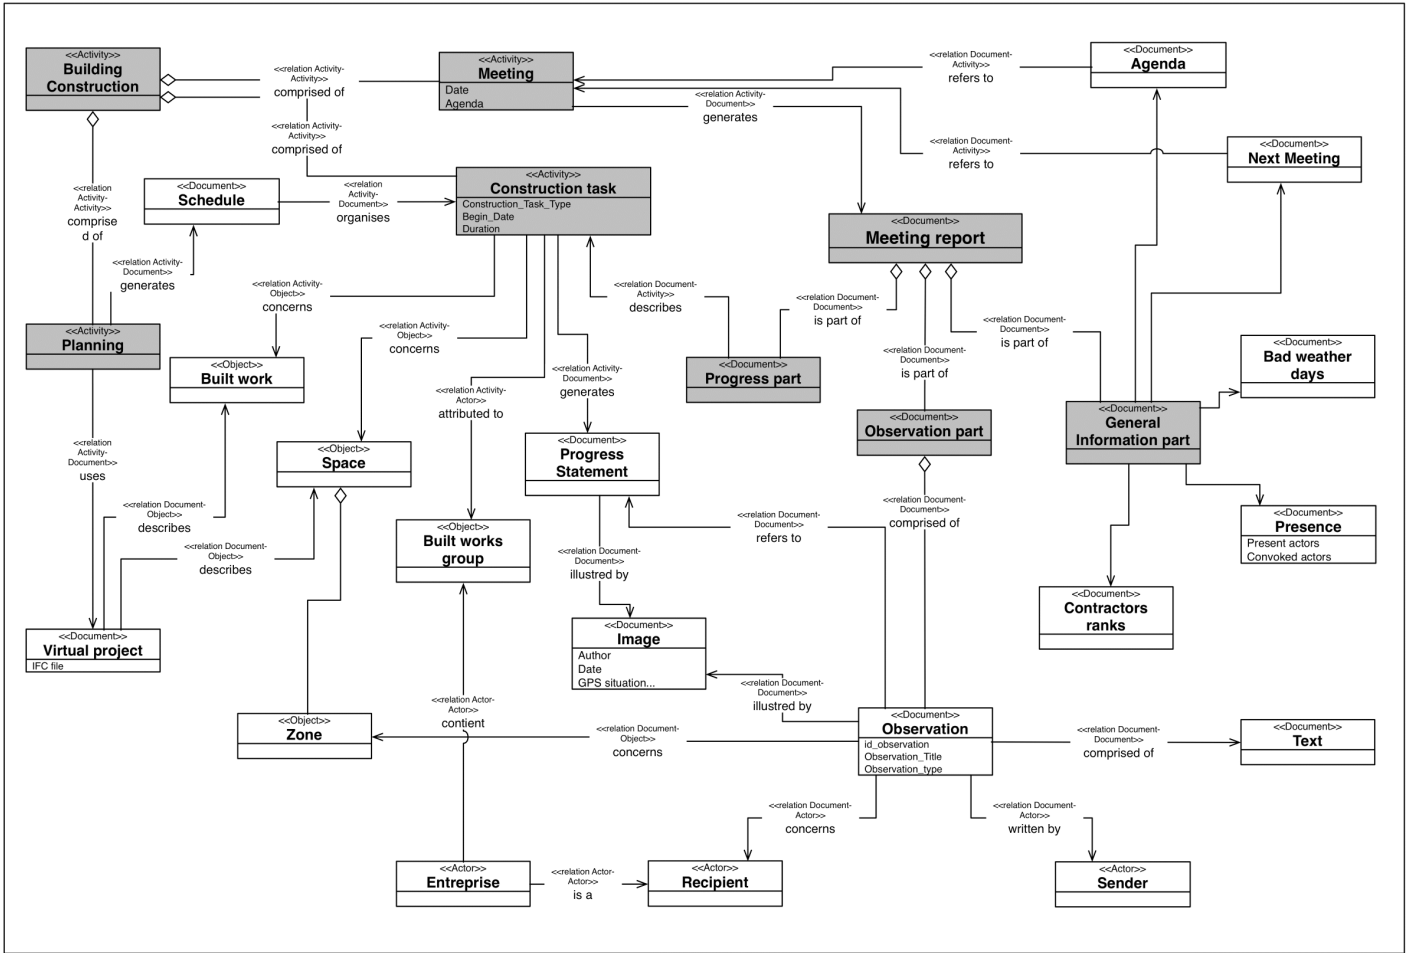 <<Activity>>
Building
Construction
<<relation Activity-
Activity>>
comprised of
<<relation Activity-
Activity>>
comprised of
<<Activity>>
Meeting
Date
Agenda
<<relation Document-
Activity>>
refers to
<<Document>>
Agenda
<<relation Activity-
Document>>
generates
<<relation Document-
Activity>>
refers to
<<Document>>
Next Meeting
<<relation
Activity-
Activity>>
comprise
d of
<<Document>>
Schedule
<<relation
Activity-
Document>>
organises
<<Activity>>
Construction task
Construction_Task_Type
Begin_Date
Duration
<<Document>>
Meeting report
<<relation Activity-
Document>>
generates
<<relation Activity-
Object>>
concerns
<<relation Document-
Activity>>
describes
<<relation Document-
Document>>
is part of
<<relation Document-
Document>>
is part of
<<Activity>>
Planning
<<Object>>
Built work
<<relation Activity-
Object>>
concerns
<<relation Activity-
Document>>
generates
<<relation Activity-
Actor>>
attributed to
<<Document>>
Progress part
<<relation Document-
Document>>
is part of
<<Document>>
Bad weather
days
<<Document>>
Observation part
<<Document>>
General
Information part
<<relation
Activity-
Document>>
uses
<<Object>>
Space
<<Document>>
Progress
Statement
<<relation Document-
Object>>
describes
<<relation Document-
Object>>
describes
<<Object>>
Built works
group
<<relation Document-
Document>>
refers to
<<relation Document-
Document>>
comprised of
<<Document>>
Presence
Present actors
Convoked actors
<<relation Document-
Document>>
illustred by
<<Document>>
Contractors
ranks
<<Document>>
Virtual project
IFC file
<<Document>>
Image
Author
Date
GPS situation...
<<relation Document-
Document>>
illustred by
<<relation Actor-
Actor>>
contient
<<Object>>
Zone
<<relation Document-
Object>>
concerns
<<Document>>
Observation
id_observation
Observation_Title
Observation_type
<<relation Document-
Document>>
comprised of
<<Document>>
Text
<<relation Document-
Actor>>
concerns
<<relation Document-
Actor>>
written by
<<Actor>>
Entreprise
<<relation Actor-
Actor>>
is a
<<Actor>>
Recipient
<<Actor>>
Sender